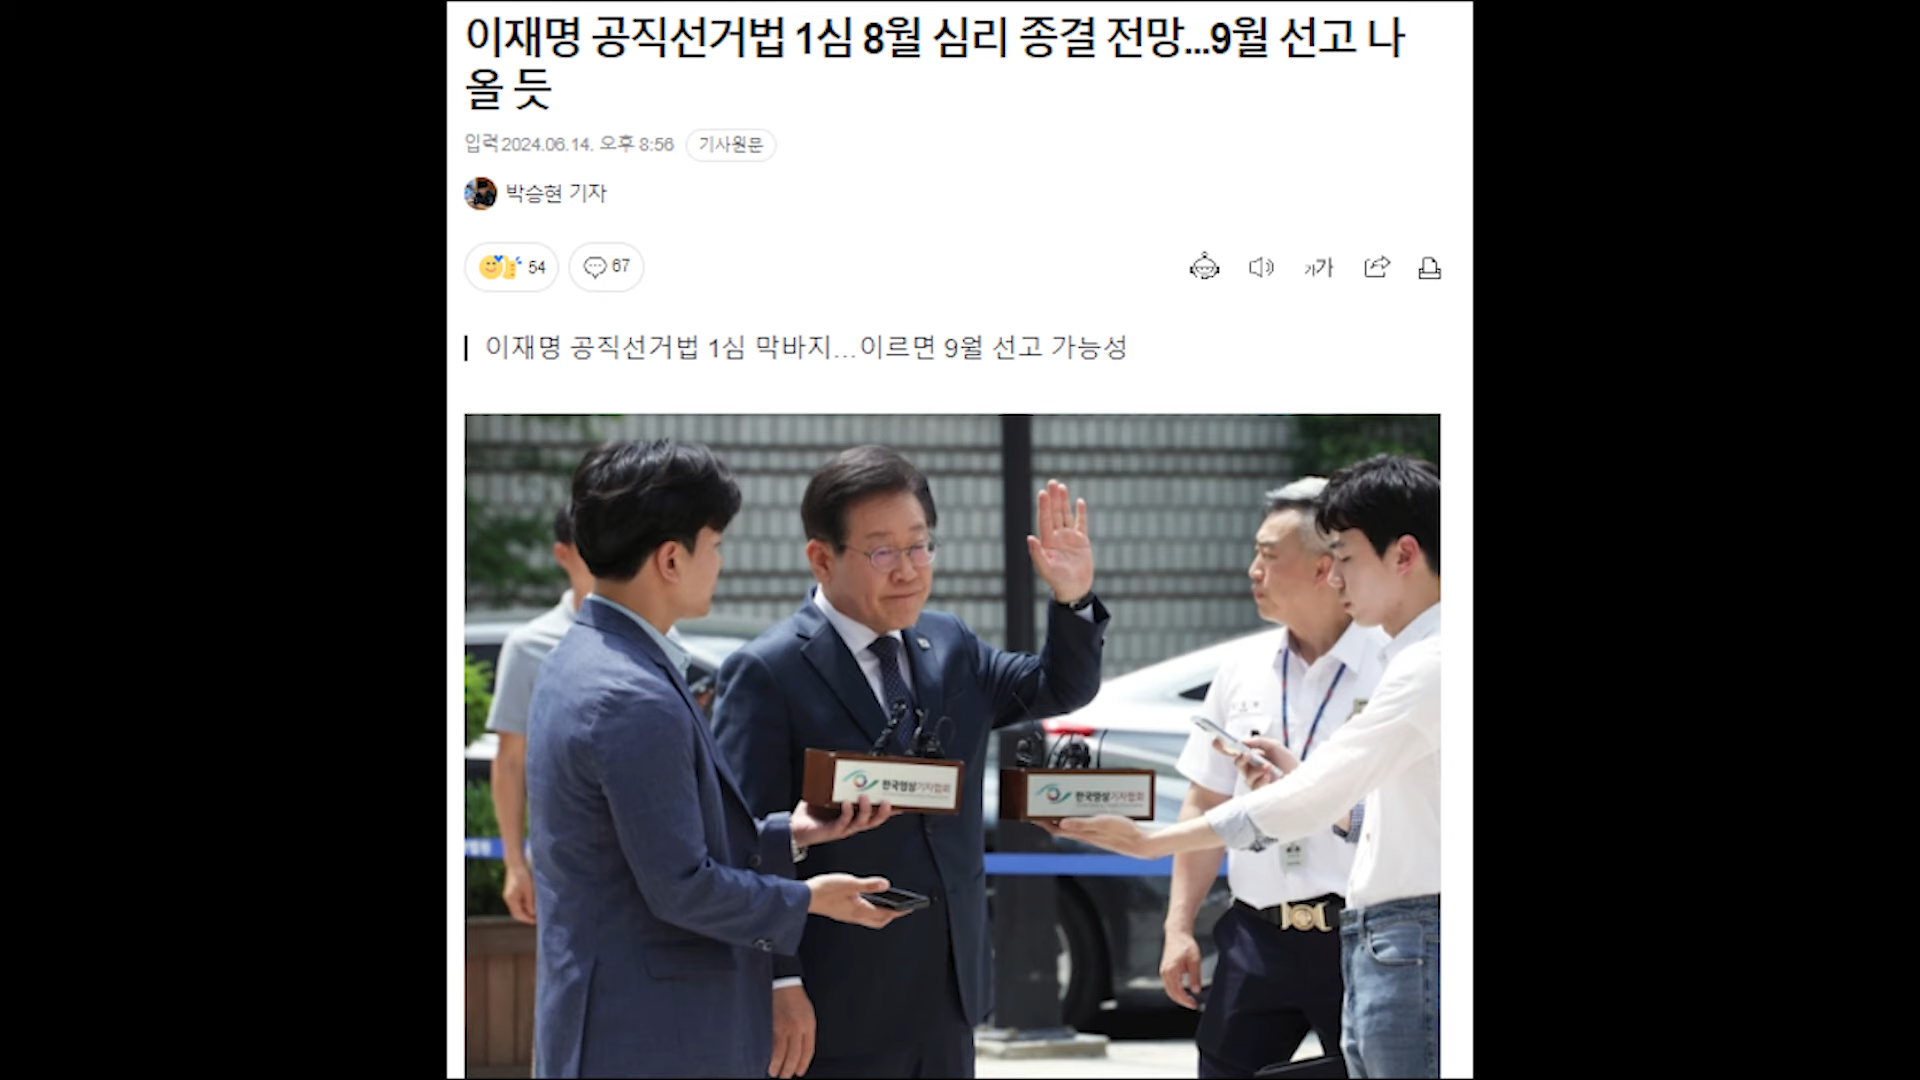 이재명 공직선거법 1심 8월 심리 종결 전망...9월 선고 나
올 듯
입력 2024.06.14. 오후 8:56 기사원문
박승현 기자
54 67
가가
이재명 공직선거법 1심 막바지...이르면 9월 선고 가능성
한국영상기자협회 한국영상기자협회